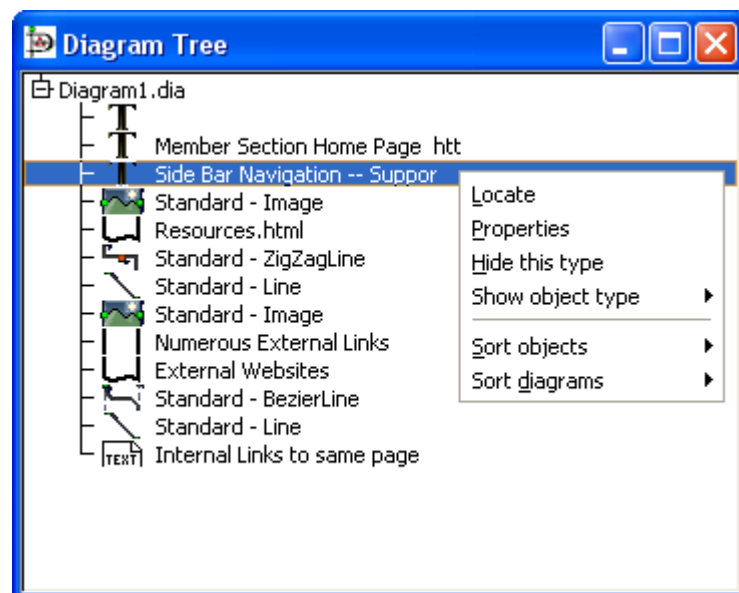 Diagram Tree
Diagram1.dia
T
T Member Section Home Page htt
T Side Bar Navigation -- Suppor
Standard - Image
Resources.html
Standard - ZigZagLine
Standard - Line
Standard - Image
Numerous External Links
External Websites
Standard - BezierLine
Standard - Line
TEXT Internal Links to same page
Locate
Properties
Hide this type
Show object type
Sort objects
Sort diagrams